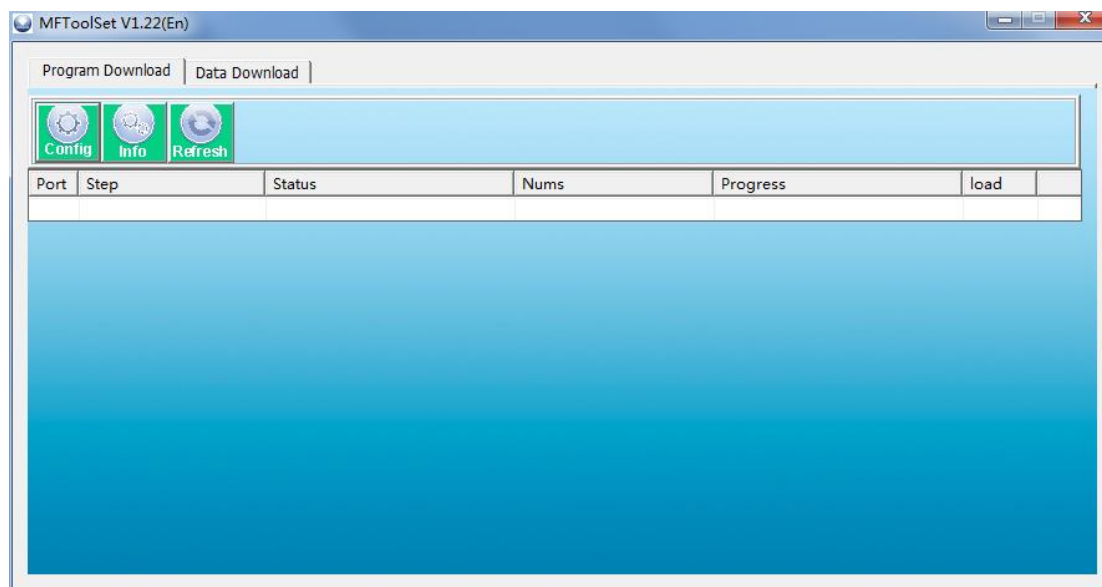 MFToolSet V1.22(En)
Program Download Data Download
Config Info Refresh
Port Step Status Nums Progress load